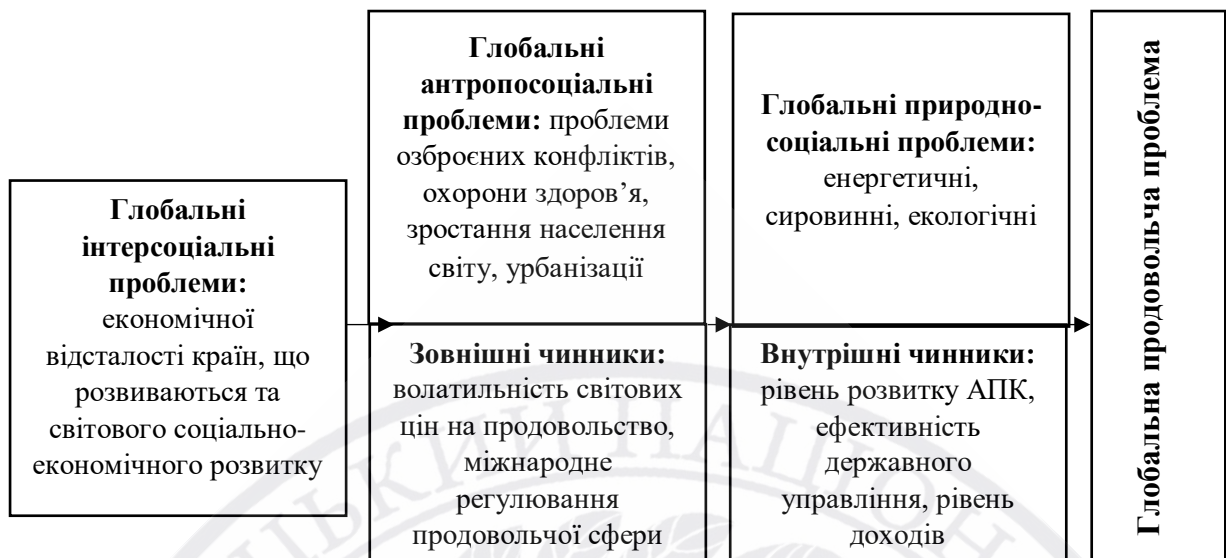 Глобальні
інтерсоціальні
проблеми:
економічної
відсталості країн, що
розвиваються та
світового соціально-
економічного розвитку
Глобальні
антропосоціальні
проблеми: проблеми
озброєних конфліктів,
охорони здоров’я,
зростання населення
світу, урбанізації
Зовнішні чинники:
волатильність світових
цін на продовольство,
міжнародне
регулювання
продовольчої сфери
Глобальні природно-
соціальні проблеми:
енергетичні,
сировинні, екологічні
Внутрішні чинники:
рівень розвитку АПК,
ефективність
державного
управління, рівень
доходів
Глобальна продовольча проблема